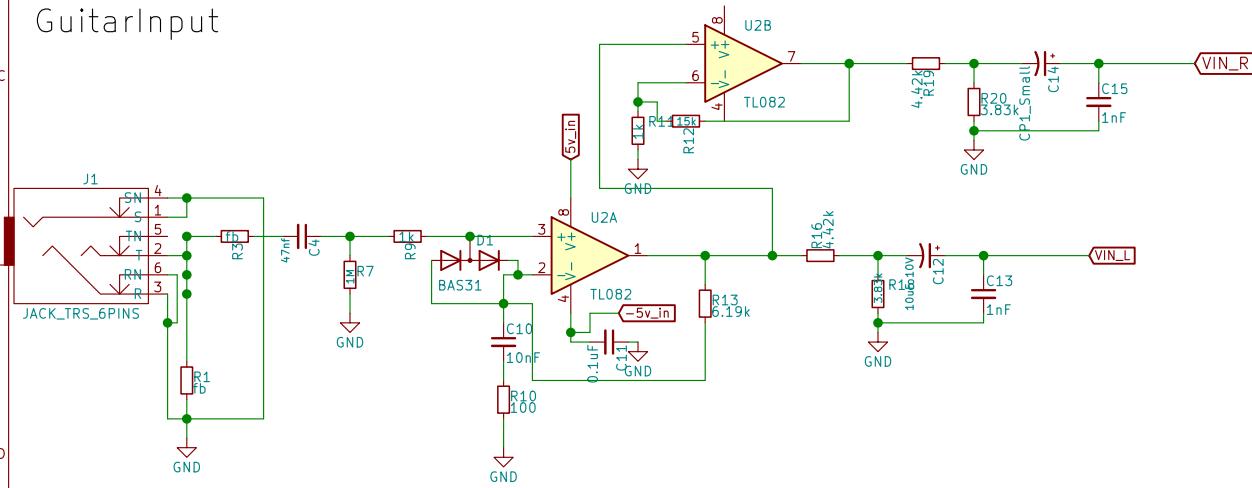 GuitarInput
C
8
U2B
5
+
V+
7
6
-
V-
4
TL082
4.42k
R19
CP1_Small
+
C14
VIN_R
R20
3.83k
C15
1nF
GND
R11
1k
15k
R12
GND
5v_in
J1
SN
4
S
1
TN
5
T
2
RN
6
R
3
JACK_TRS_6PINS
fb
R3
47nf
C4
1k
R9
D1
BAS31
1M
R7
GND
8
U2A
3
+
V+
1
2
-
V-
4
TL082
-5v_in
0.1uF
C11
GND
C10
10nF
R10
100
GND
R13
6.19k
R16
4.42k
3.83k
10uF
10V
+
C12
VIN_L
C13
1nF
GND
R1
fb
GND
D